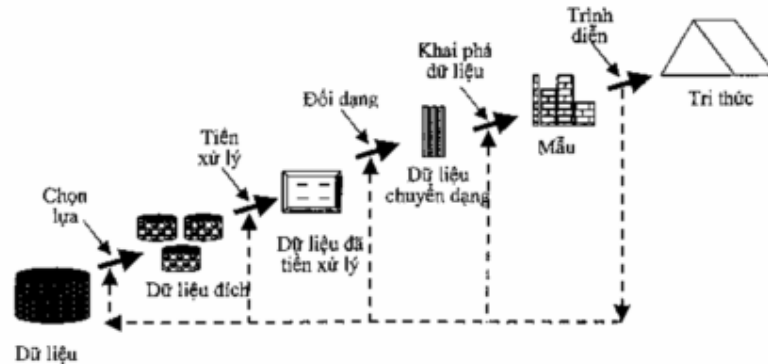 Trình
diễn
Tri thức
Khai phá
dữ liệu
Mẫu
Đổi dạng
Dữ liệu
chuyển dạng
Tiền
xử lý
Dữ liệu đã
tiền xử lý
Chọn
lựa
Dữ liệu đích
Dữ liệu